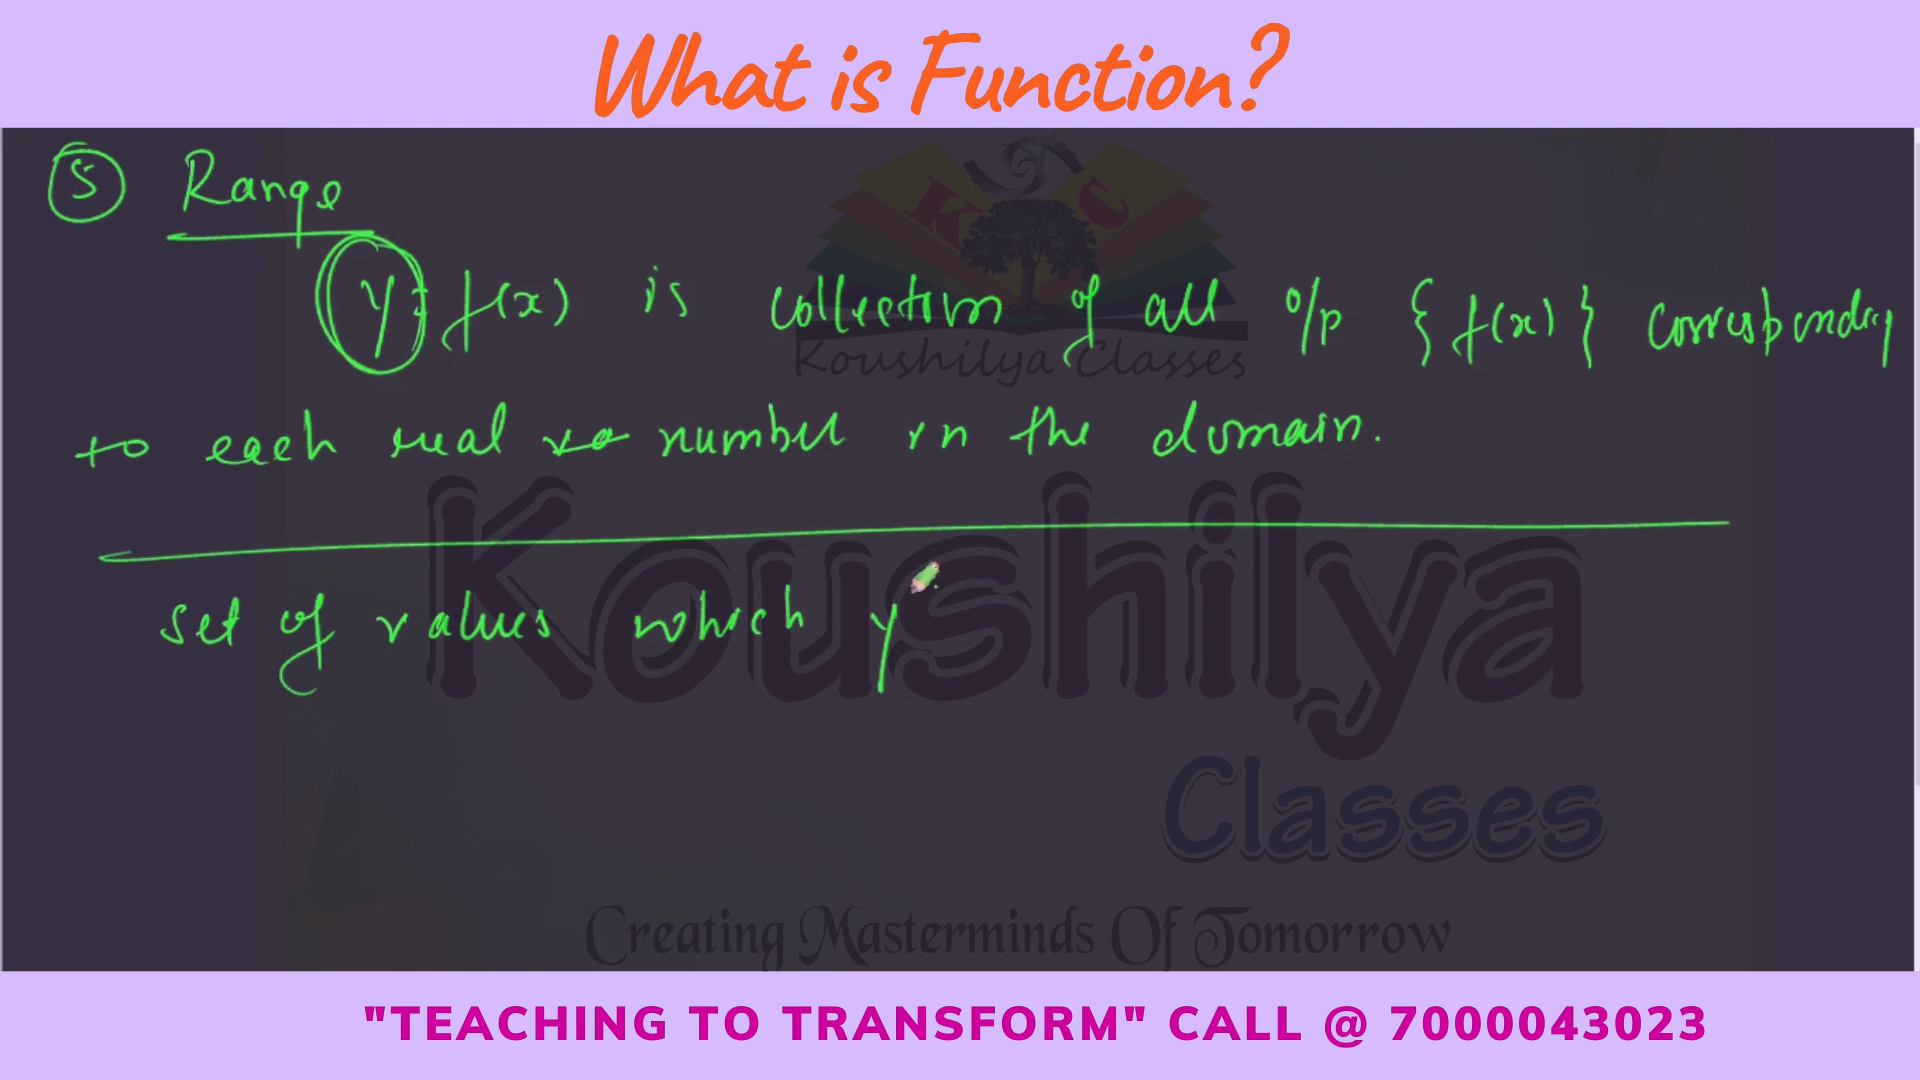 What is Function?
5 Range
y = f(x) is collection of all o/p {f(x)} corresponding
to each real number in the domain.
set of values which y
K C
Koushilya Classes
Koushilya
Classes
Creating Masterminds Of Tomorrow
"TEACHING TO TRANSFORM" CALL @ 7000043023